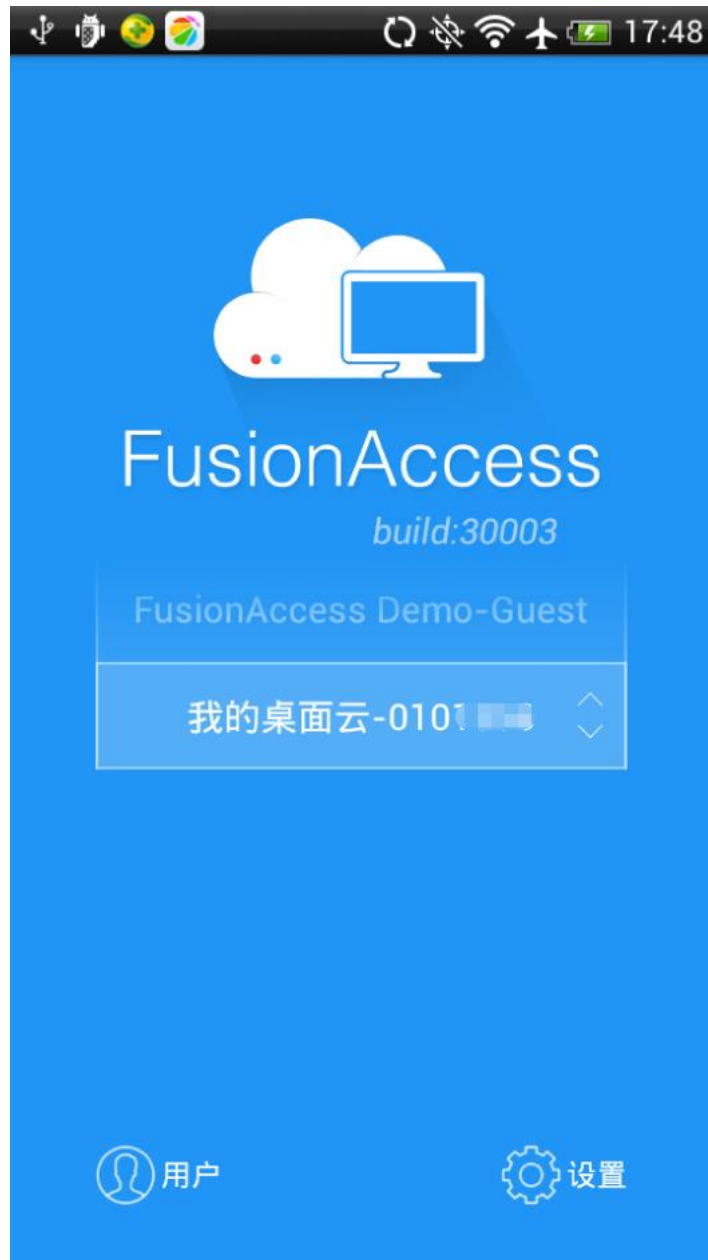 17:48
FusionAccess
build:30003
FusionAccess Demo-Guest
我的桌面云-010
用户
设置